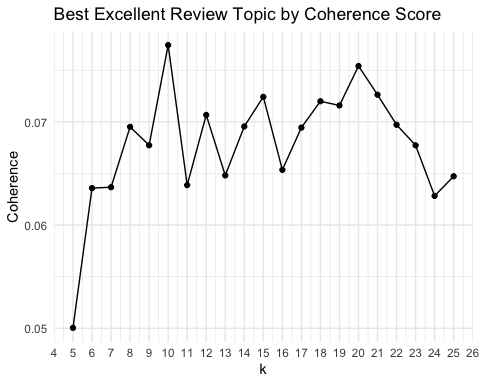 Best Excellent Review Topic by Coherence Score
Coherence
0.07
0.06
0.05
4 5 6 7 8 9 10 11 12 13 14 15 16 17 18 19 20 21 22 23 24 25 26
k